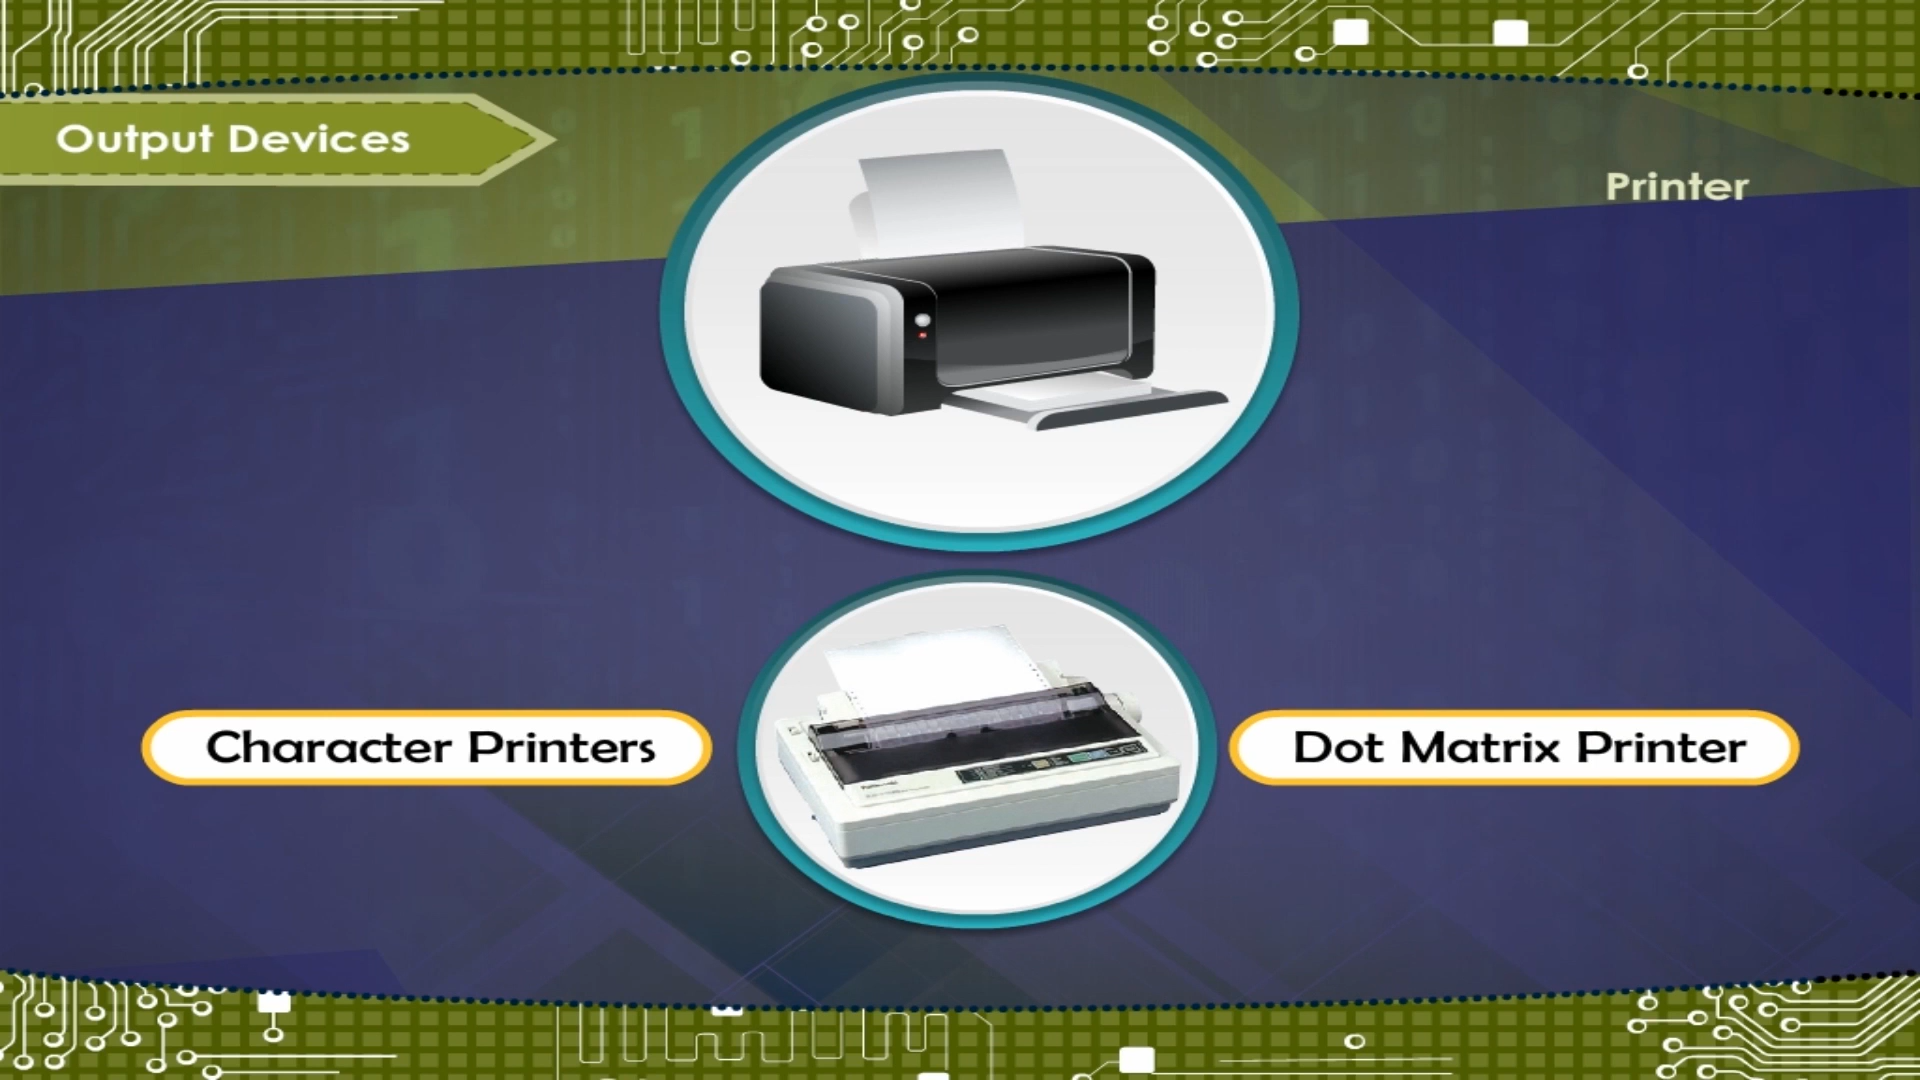 Output Devices
Printer
Character Printers
Dot Matrix Printer